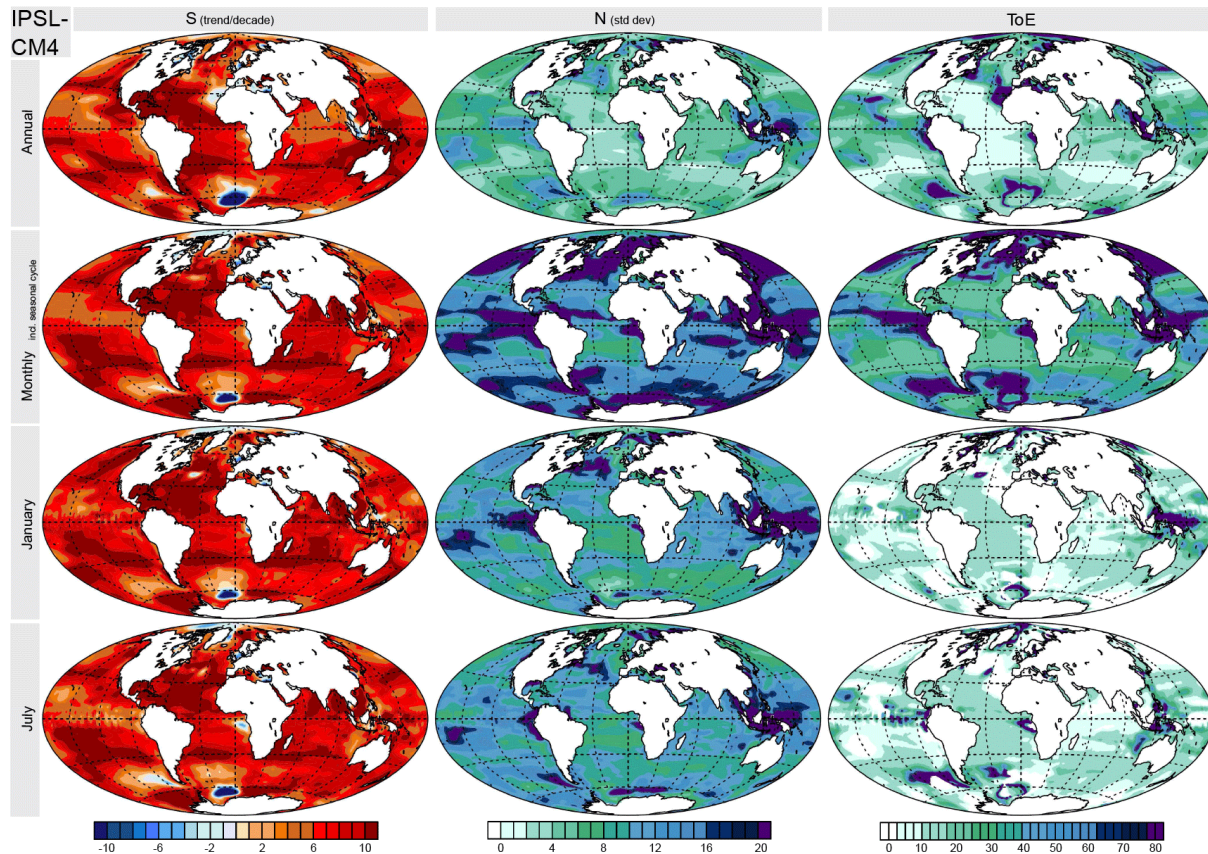 IPSL-
CM4
S (trend/decade)
N (std dev)
ToE
Annual
Monthly
incl. seasonal cycle
January
July
-10 -6 -2 2 6 10
0 4 8 12 16 20
0 10 20 30 40 50 60 70 80